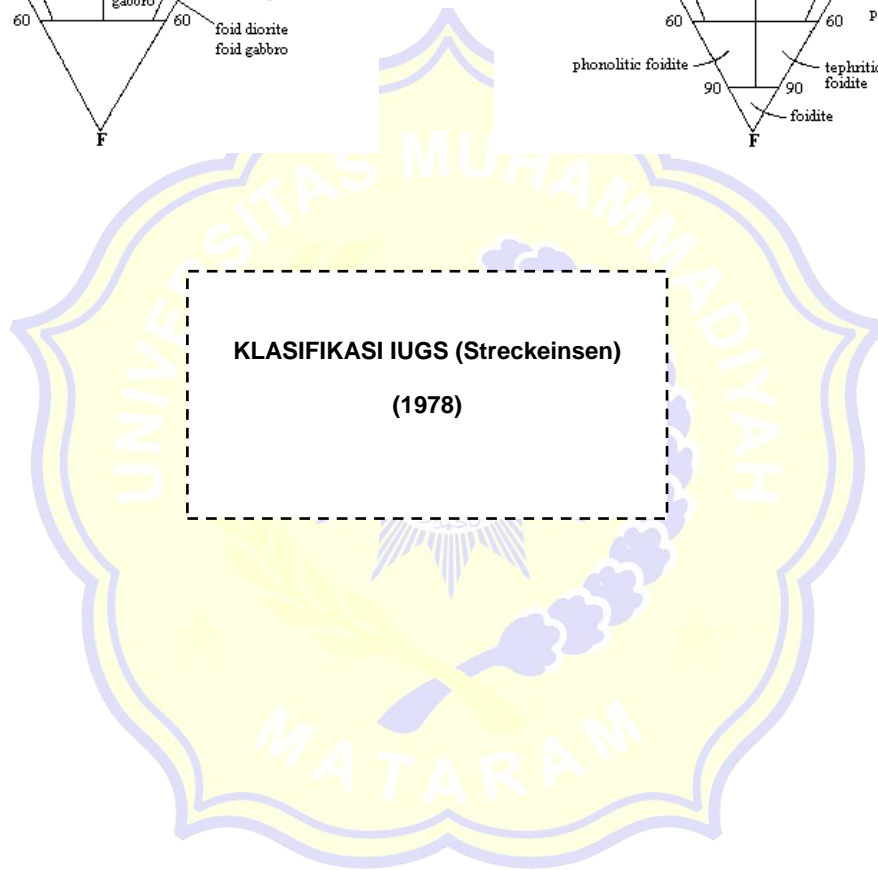 gabbro
60
60
foid diorite
foid gabbro
F
60
60
phonolitic foidite
90
90
tephritic
foidite
foidite
F
UNIVERSITAS MUHAMMADIYAH
KLASIFIKASI IUGS (Streckeinsen)
(1978)
MATARAM